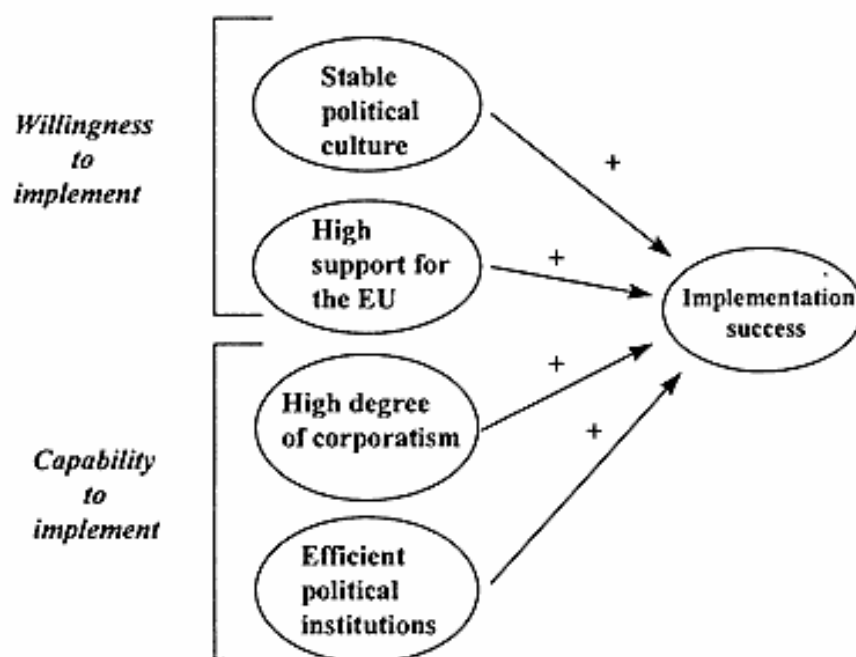 Willingness
to
implement
Stable
political
culture
+
High
support for
the EU
+
Implementation
success
Capability
to
implement
High degree
of corporatism
+
Efficient
political
institutions
+